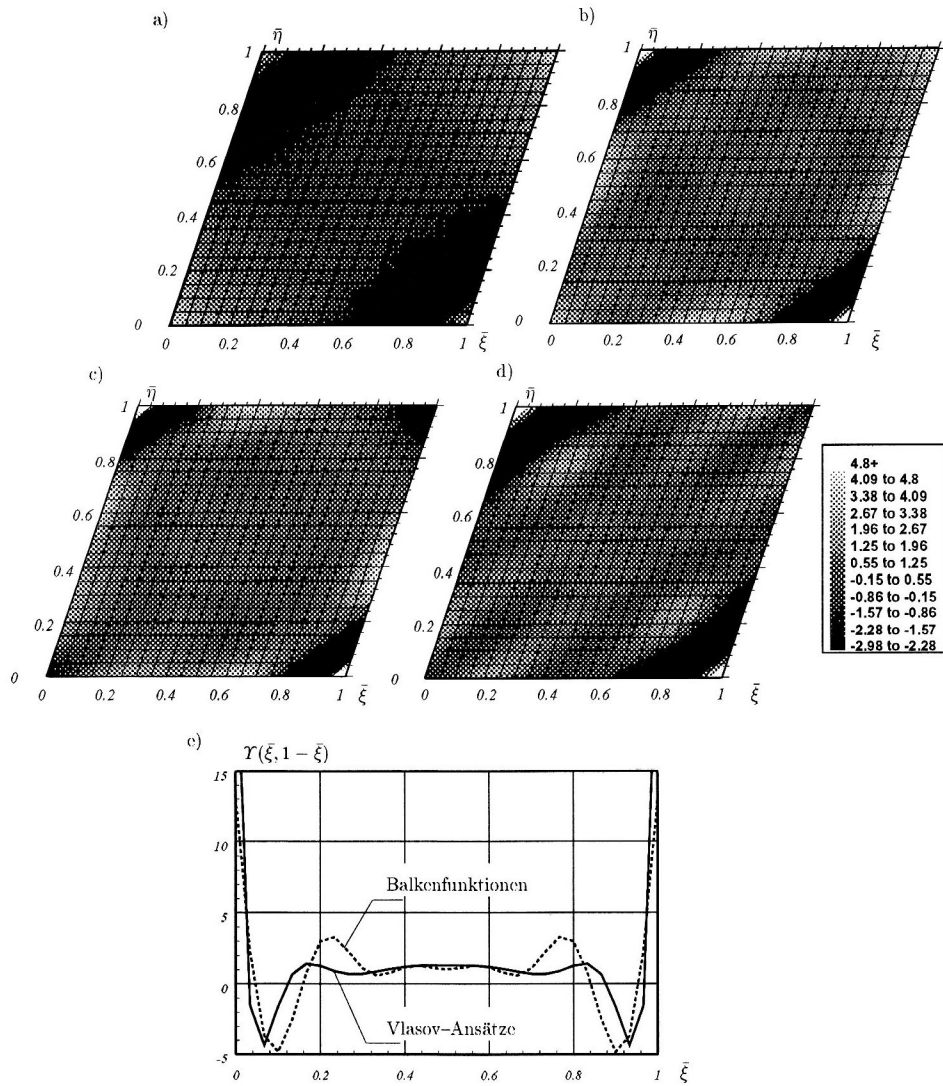 a)
η̄
1
0.8
0.6
0.4
0.2
0
0 0.2 0.4 0.6 0.8 1 ξ̄
b)
η̄
1
0.8
0.6
0.4
0.2
0
0 0.2 0.4 0.6 0.8 1 ξ̄
c)
η̄
1
0.8
0.6
0.4
0.2
0
0 0.2 0.4 0.6 0.8 1 ξ̄
d)
η̄
1
0.8
0.6
0.4
0.2
0
0 0.2 0.4 0.6 0.8 1 ξ̄
4.8+
4.09 to 4.8
3.38 to 4.09
2.67 to 3.38
1.96 to 2.67
1.25 to 1.96
0.55 to 1.25
-0.15 to 0.55
-0.86 to -0.15
-1.57 to -0.86
-2.28 to -1.57
-2.98 to -2.28
e)
ϒ(ξ̄, 1 − ξ̄)
15
10
5
0
-5
Balkenfunktionen
Vlasov–Ansätze
0 0.2 0.4 0.6 0.8 1 ξ̄